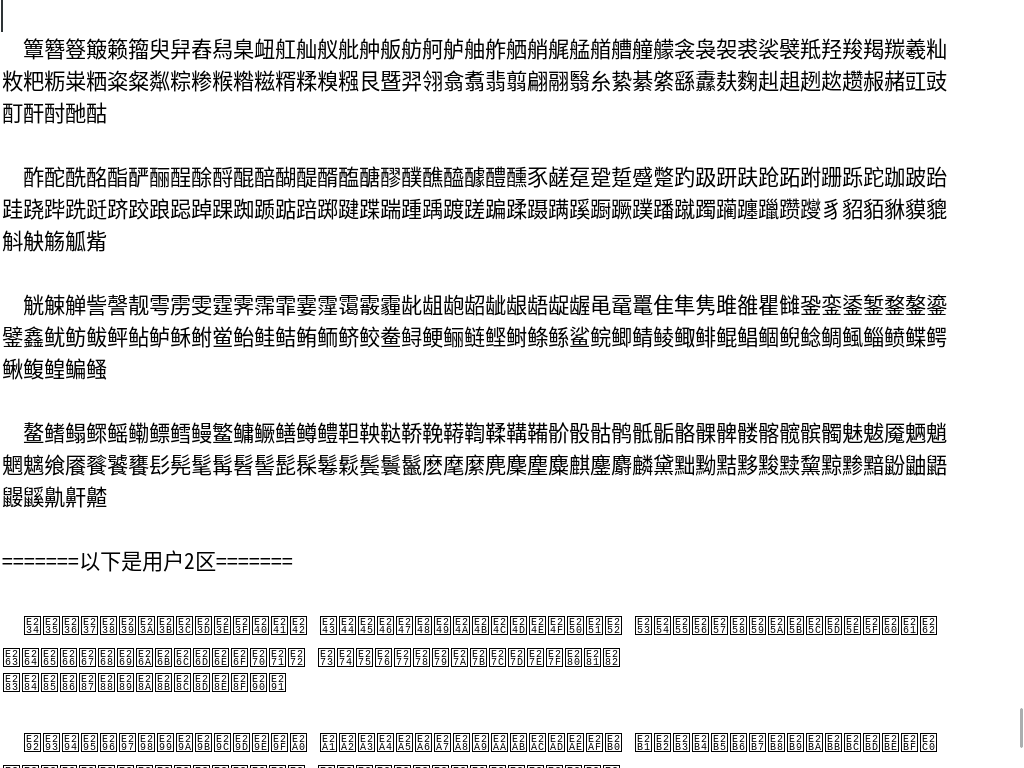 簟簪簦簸籁籀臾舁舂舄臬衄舡舢舣舭舯舨舫舸舻舳舴舾艄艉艋艏艚艟艨衾袅袈裘裟襞羝羟羧羯羰羲籼
敉粑粝粜粞粢粲粼粽糁糇糌糍糈糅糗糨艮暨羿翎翕翥翡翦翩翮翳糸絷綦綮繇纛麸麴赳趄趔趑趱赧赭豇豉
酊酐酎酏酤
酢酡酰酩酯酽酾酲酴酹醌醅醐醍醑醢醣醪醭醮醯醵醴醺豕鹾趸跫踅蹙蹩趵趿趼趺跄跖跗跚跞跎跏跛跆
跬跷跸跣跹跻跤踉跽踔踝踟踬踮踣踯踺蹀踹踵踽踱蹉蹁蹂蹑蹒蹊蹰蹶蹼蹯蹴躅躏躔躐躜躞豸貂貊貅貘貔
斛觖觞觚觜
觥觫觯訾謦靓雩雳雯霆霁霈霏霎霪霭霰霾龀龃龅龆龇龈龉龊龌黾鼋鼍隹隼隽雎雒瞿雠銎銮鋈錾鍪鏊鎏
鐾鑫鱿鲂鲅鲆鲇鲈稣鲋鲎鲐鲑鲒鲔鲕鲚鲛鲞鲟鲠鲡鲢鲣鲥鲦鲧鲨鲩鲫鲭鲮鲰鲱鲲鲳鲴鲵鲶鲷鲺鲻鲼鲽鳄
鳅鳆鳇鳊鳋
鳌鳍鳎鳏鳐鳓鳔鳕鳗鳘鳙鳜鳝鳟鳢靼鞅鞑鞒鞔鞯鞫鞣鞲鞴骱骰骷鹘骶骺骼髁髀髅髂髋髌髑魅魃魇魉魈
魍魑飨餍餮饕饔髟髡髦髯髫髻髭髹鬈鬏鬓鬟鬣麽麾縻麂麇麈麋麒鏖麝麟黛黜黝黠黟黢黩黧黥黪黯鼢鼬鼯
鼹鼷鼽鼾齄
=======以下是用户2区=======